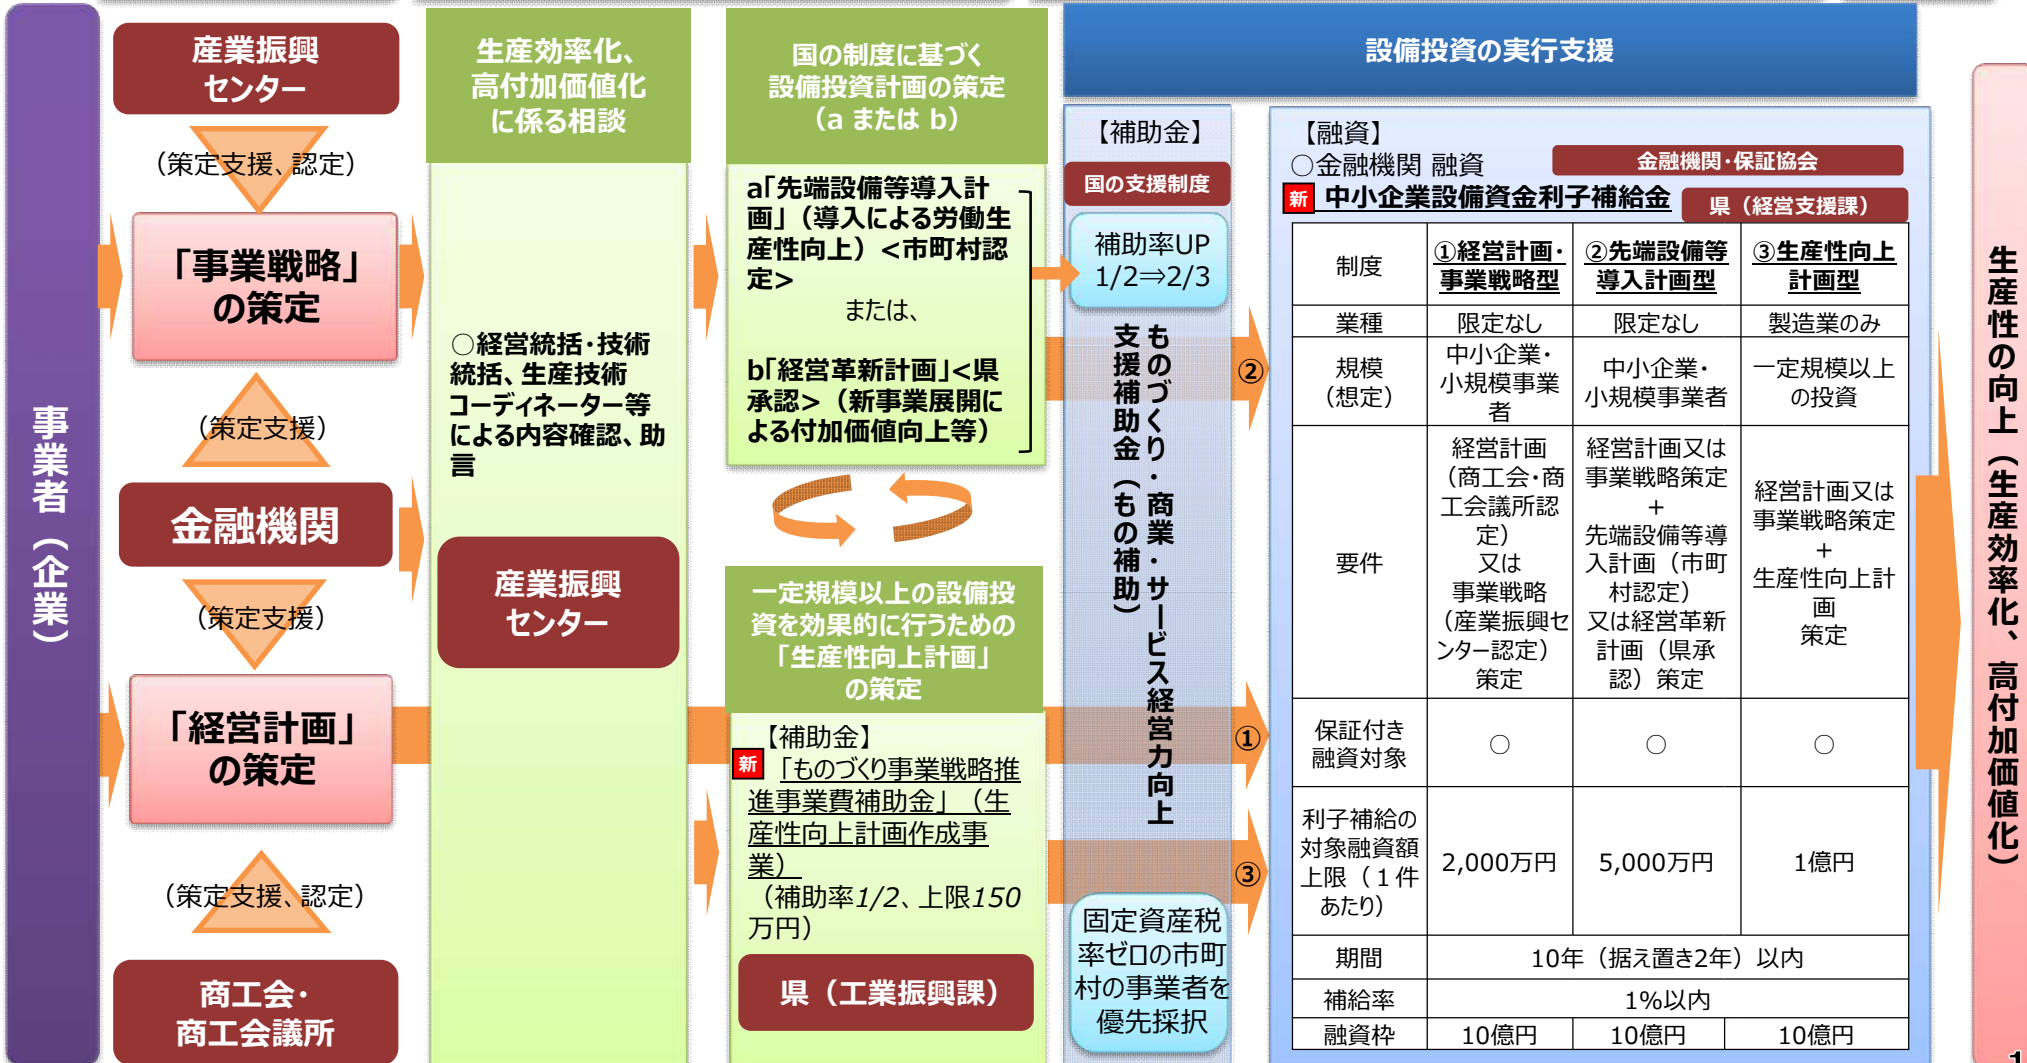 事業者（企業）
産業振興
センター
（策定支援、認定）
「事業戦略」
の策定
（策定支援）
金融機関
（策定支援）
「経営計画」
の策定
（策定支援、認定）
商工会・
商工会議所
生産効率化、
高付加価値化
に係る相談
○経営統括・技術
統括、生産技術
コーディネーター等
による内容確認、助
言
産業振興
センター
国の制度に基づく
設備投資計画の策定
（a または b）
a「先端設備等導入計
画」（導入による労働生
産性向上）<市町村認
定>
または、
b「経営革新計画」<県
承認>（新事業展開に
よる付加価値向上等）
一定規模以上の設備投
資を効果的に行うための
「生産性向上計画」
の策定
【補助金】
新 「ものづくり事業戦略推
進事業費補助金」（生
産性向上計画作成事
業）
（補助率1/2、上限150
万円）
県（工業振興課）
設備投資の実行支援
【補助金】
国の支援制度
補助率UP
1/2⇒2/3
ものづくり・商業・サービス経営力向上
支援補助金（もの補助）
固定資産税
率ゼロの市町
村の事業者を
優先採択
②
①
③
【融資】
○金融機関 融資
金融機関・保証協会
新 中小企業設備資金利子補給金
県（経営支援課）
制度
①経営計画・
事業戦略型
②先端設備等
導入計画型
③生産性向上
計画型
業種
限定なし
限定なし
製造業のみ
規模
（想定）
中小企業・
小規模事業
者
中小企業・
小規模事業者
一定規模以上
の投資
要件
経営計画
（商工会・商
工会議所認
定）
又は
事業戦略
（産業振興セ
ンター認定）
策定
経営計画又は
事業戦略策定
+
先端設備等導
入計画（市町
村認定）
又は経営革新
計画（県承
認）策定
経営計画又は
事業戦略策定
+
生産性向上計
画
策定
保証付き
融資対象
○
○
○
利子補給の
対象融資額
上限（１件
あたり）
2,000万円
5,000万円
1億円
期間
10年（据え置き2年）以内
補給率
1%以内
融資枠
10億円
10億円
10億円
生産性の向上（生産効率化、高付加価値化）
1